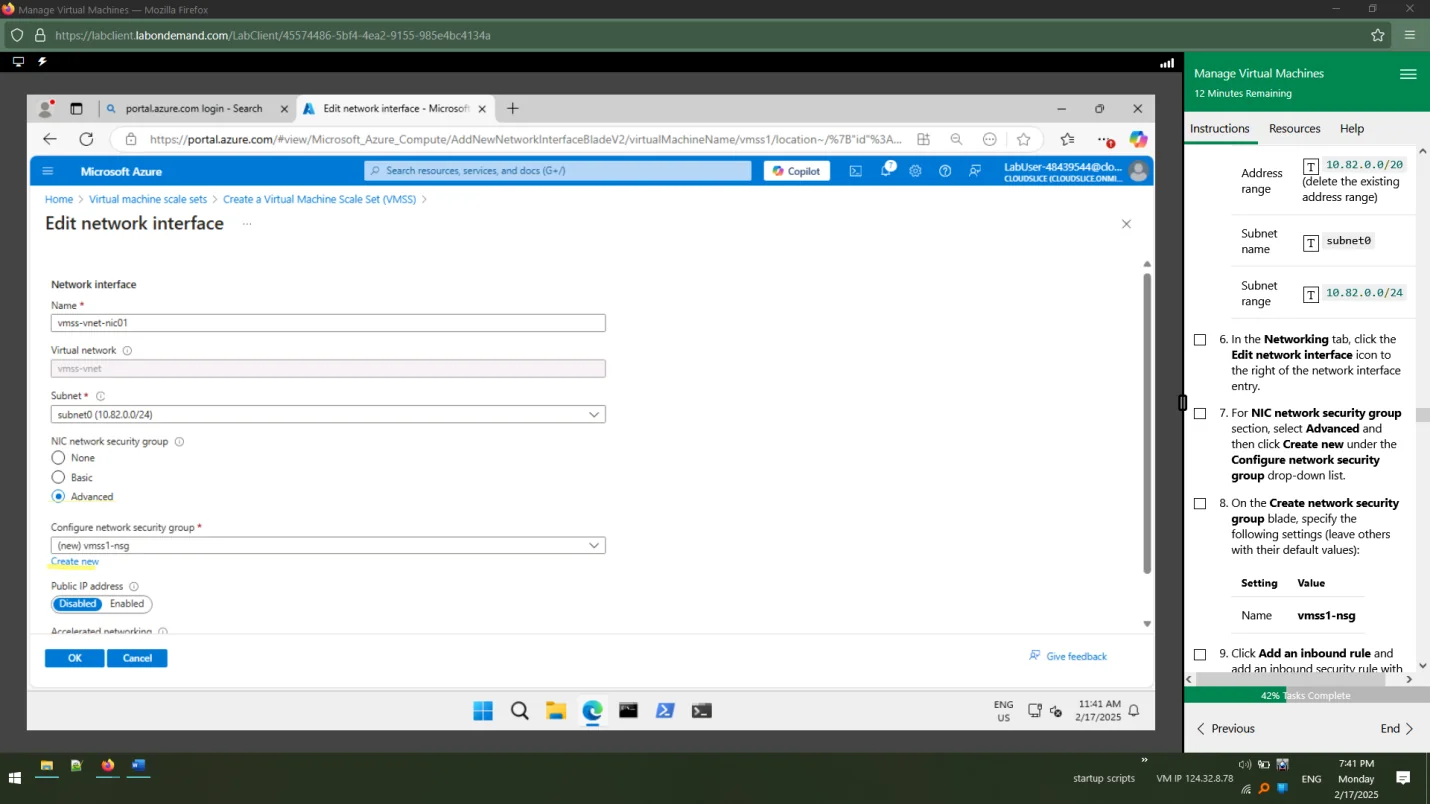 Manage Virtual Machines — Mozilla Firefox
https://labclient.labondemand.com/LabClient/45574486-5bf4-4ea2-9155-985e4bc4134a
portal.azure.com login - Search
Edit network interface - Microsoft
https://portal.azure.com/#view/Microsoft_Azure_Compute/AddNewNetworkInterfaceBladeV2/virtualMachineName/vmss1/location~/%7B"id"%3A...
Microsoft Azure
Search resources, services, and docs (G+/)
Copilot
7
LabUser-48439544@do...
CLOUDSLICE (CLOUDSLICE.ONMI...
Home > Virtual machine scale sets > Create a Virtual Machine Scale Set (VMSS) >
Edit network interface ...
Network interface
Name *
vmss-vnet-nic01
Virtual network
vmss-vnet
Subnet *
subnet0 (10.82.0.0/24)
NIC network security group
None
Basic
Advanced
Configure network security group *
(new) vmss1-nsg
Create new
Public IP address
Disabled Enabled
Accelerated networking
OK Cancel
Give feedback
ENG
US
11:41 AM
2/17/2025
Manage Virtual Machines
12 Minutes Remaining
Instructions Resources Help
Address range
T 10.82.0.0/20
(delete the existing
address range)
Subnet name
T subnet0
Subnet range
T 10.82.0.0/24
6. In the Networking tab, click the
Edit network interface icon to
the right of the network interface
entry.
7. For NIC network security group
section, select Advanced and
then click Create new under the
Configure network security
group drop-down list.
8. On the Create network security
group blade, specify the
following settings (leave others
with their default values):
Setting Value
Name vmss1-nsg
9. Click Add an inbound rule and
add an inbound security rule with
42% Tasks Complete
Previous
End
startup scripts
VM IP 124.32.8.78
ENG
7:41 PM
Monday
2/17/2025